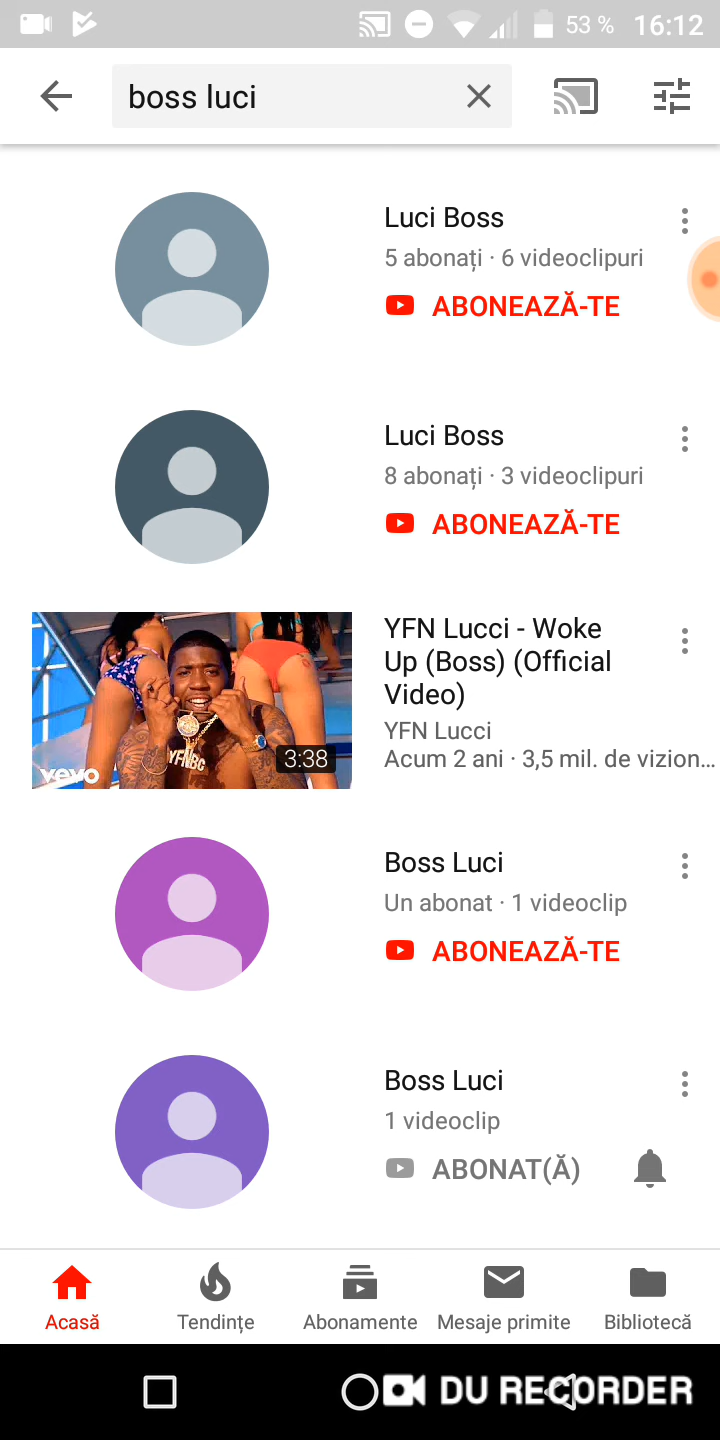 53 % 16:12
boss luci
Luci Boss
5 abonați · 6 videoclipuri
ABONEAZĂ-TE
Luci Boss
8 abonați · 3 videoclipuri
ABONEAZĂ-TE
vevo
YFNBC
3:38
YFN Lucci - Woke
Up (Boss) (Official
Video)
YFN Lucci
Acum 2 ani · 3,5 mil. de vizion...
Boss Luci
Un abonat · 1 videoclip
ABONEAZĂ-TE
Boss Luci
1 videoclip
ABONAT(Ă)
Acasă Tendințe Abonamente Mesaje primite Bibliotecă
DU RECORDER